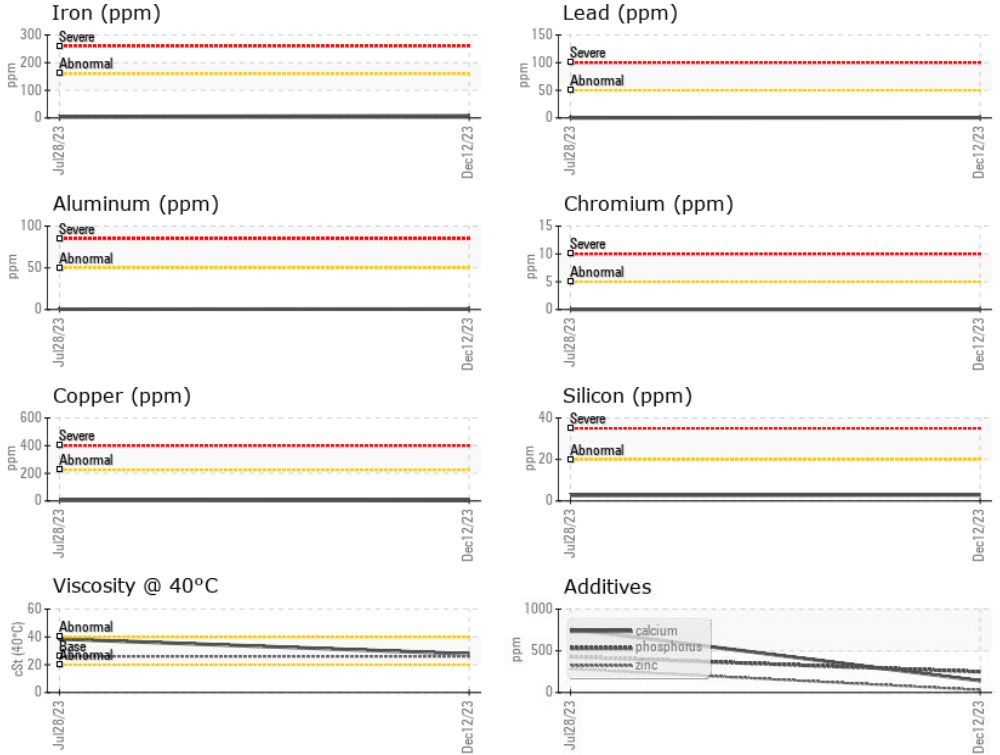 Iron (ppm)
300
200
100
0
ppm
Severe
Abnormal
Jul28/23
Dec12/23
Lead (ppm)
150
100
50
0
ppm
Severe
Abnormal
Jul28/23
Dec12/23
Aluminum (ppm)
100
50
0
ppm
Severe
Abnormal
Jul28/23
Dec12/23
Chromium (ppm)
15
10
5
0
ppm
Severe
Abnormal
Jul28/23
Dec12/23
Copper (ppm)
600
400
200
0
ppm
Severe
Abnormal
Jul28/23
Dec12/23
Silicon (ppm)
40
20
0
ppm
Severe
Abnormal
Jul28/23
Dec12/23
Viscosity @ 40°C
60
40
20
0
cSt (40°C)
Abnormal
Base
Abnormal
Jul28/23
Dec12/23
Additives
1000
500
0
ppm
calcium
phosphorus
zinc
Jul28/23
Dec12/23